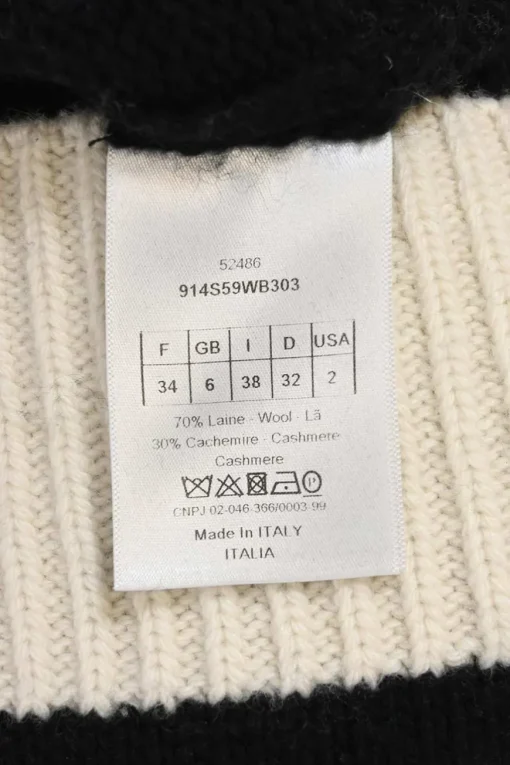 52486
914S59WB303
F GB I D USA
34 6 38 32 2
70% Laine - Wool - Lã
30% Cachemire - Cashmere
Cashmere
P
CNPJ 02-046-366/0003-99
Made In ITALY
ITALIA